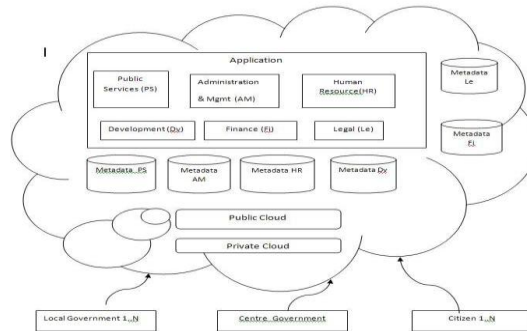 Application
Public
Services (PS)
Administration
& Mgmt (AM)
Human
Resource(HR)
Development (Dv)
Finance (Fi)
Legal (Le)
Metadata
Le
Metadata
Fi
Metadata PS
Metadata
AM
Metadata HR
Metadata Dv
Public Cloud
Private Cloud
Local Government 1..N
Centre Government
Citizen 1..N